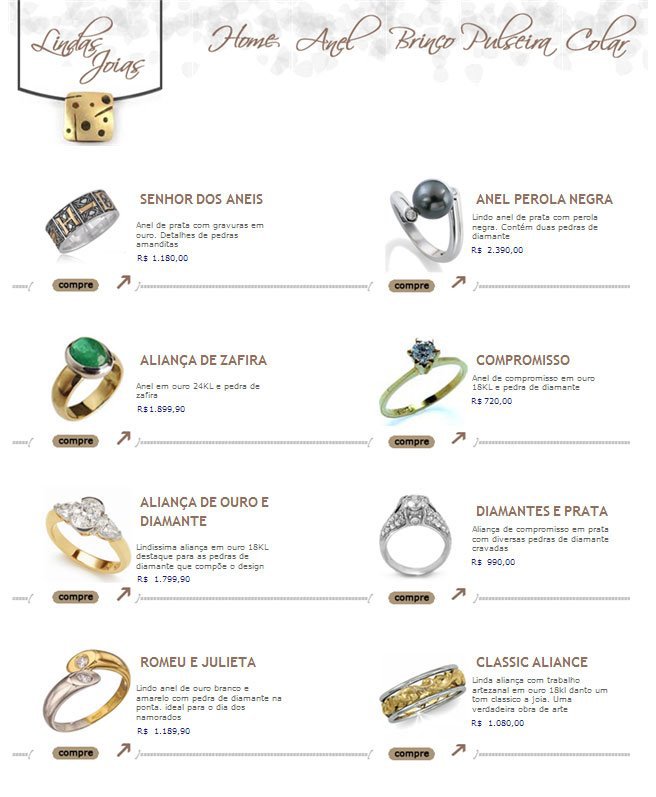 Lindas
Joias
Home Anel Brinco Pulseira Colar
SENHOR DOS ANEIS
Anel de prata com gravuras em
ouro. Detalhes de pedras
amanditas
R$ 1.180,00
compre
ANEL PEROLA NEGRA
Lindo anel de prata com perola
negra. Contém duas pedras de
diamante
R$ 2.390,00
compre
ALIANÇA DE ZAFIRA
Anel em ouro 24KL e pedra de
zafira
R$1.899,90
compre
COMPROMISSO
Anel de compromisso em ouro
18KL e pedra de diamante
R$ 720,00
compre
ALIANÇA DE OURO E
DIAMANTE
Lindissima aliança em ouro 18KL
destaque para as pedras de
diamante que compõe o design
R$ 1.799,90
compre
DIAMANTES E PRATA
Aliança de compromisso em prata
com diversas pedras de diamante
cravadas
R$ 990,00
compre
ROMEU E JULIETA
Lindo anel de ouro branco e
amarelo com pedra de diamante na
ponta. ideal para o dia dos
namorados
R$ 1.189,90
compre
CLASSIC ALIANCE
Linda aliança com trabalho
artezanal em ouro 18kl danto um
tom classico a Joia. Uma
verdadeira obra de arte
R$ 1.080,00
compre